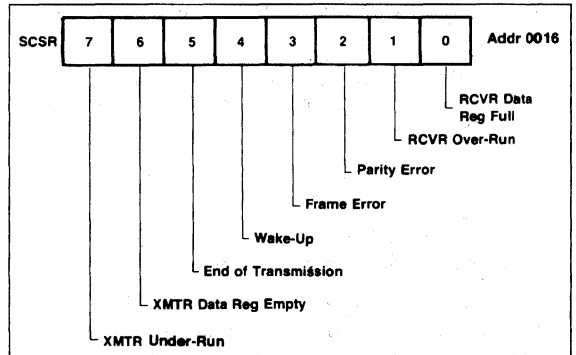 SCSR 7 6 5 4 3 2 1 0 Addr 0016
RCVR Data
Reg Full
RCVR Over-Run
Parity Error
Frame Error
Wake-Up
End of Transmission
XMTR Data Reg Empty
XMTR Under-Run